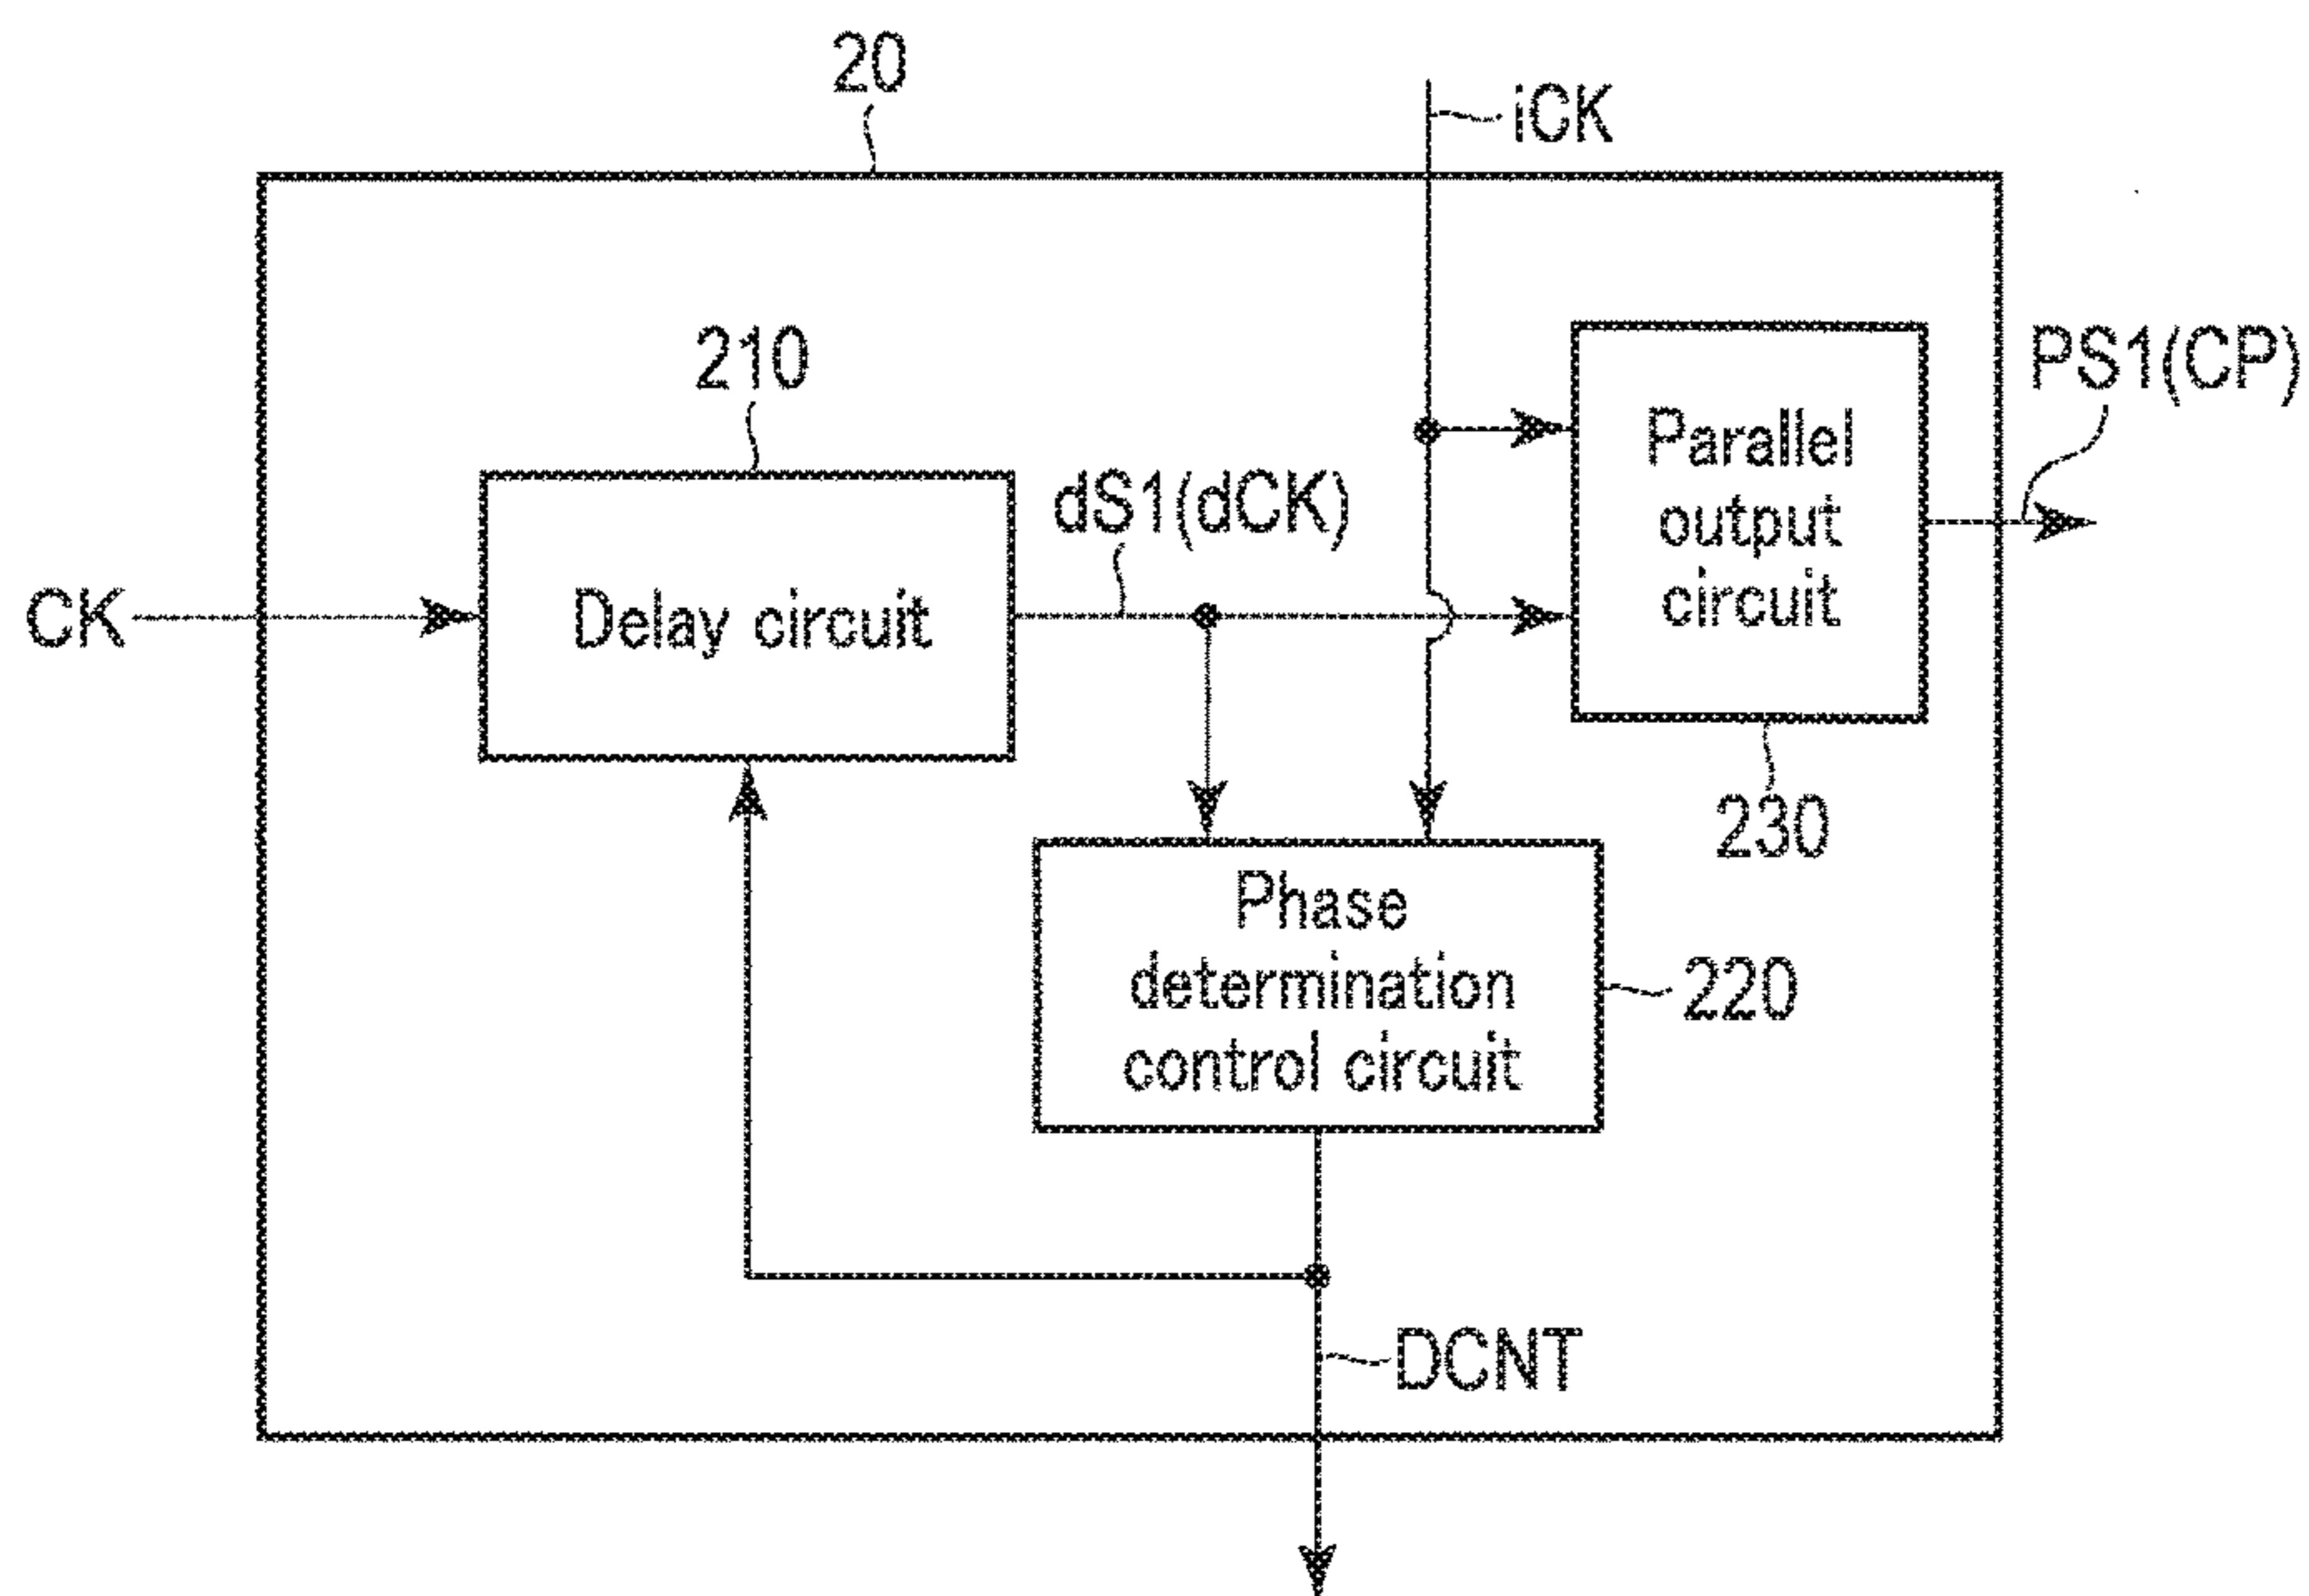 20
iCK
210
PS1(CP)
Parallel
output
circuit
dS1(dCK)
CK
Delay circuit
230
Phase
determination
control circuit
220
DCNT